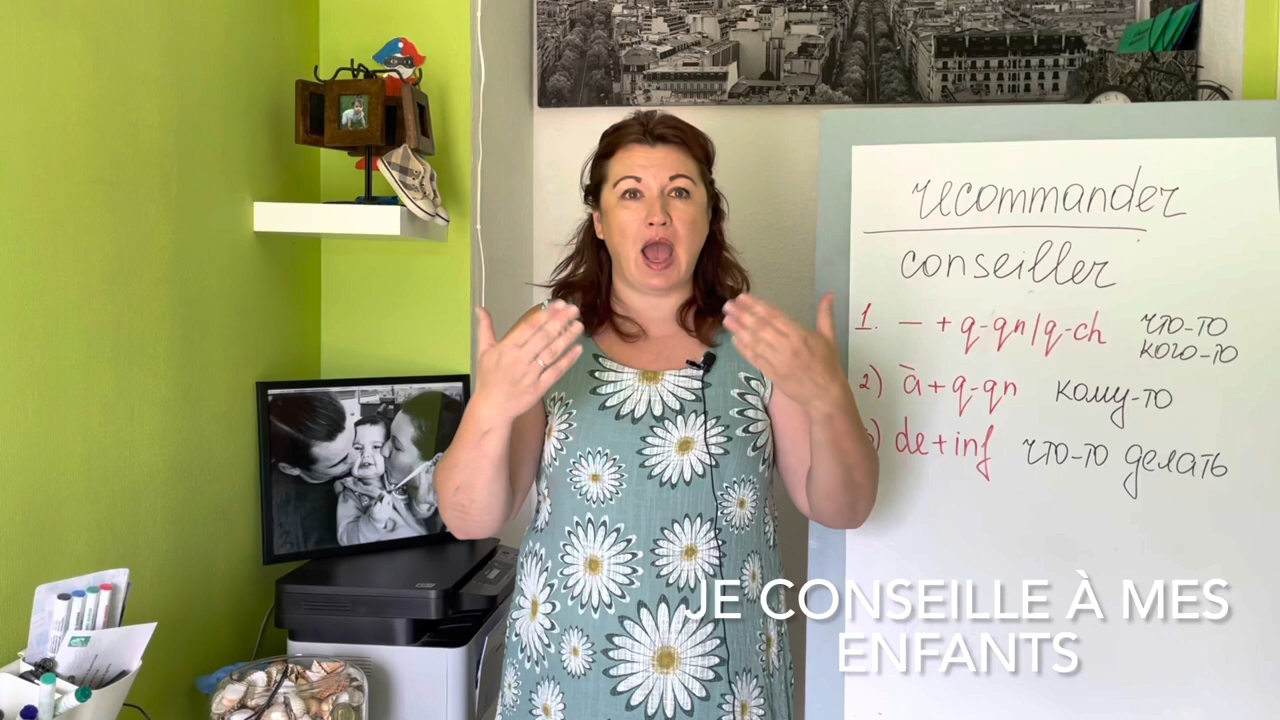 recommander
conseiller
1. — + q-qn/q-ch что-то
кого-то
2) à + q-qn кому-то
) de + inf что-то делать
JE CONSEILLE À MES
ENFANTS